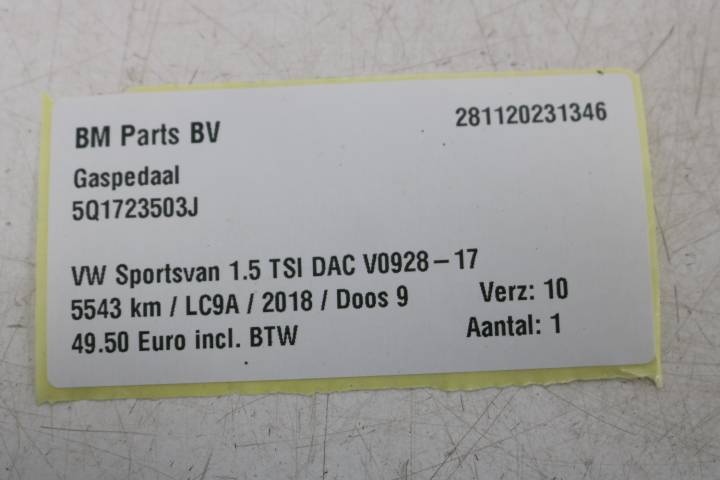 BM Parts BV 281120231346
Gaspedaal
5Q1723503J
VW Sportsvan 1.5 TSI DAC V0928-17
5543 km / LC9A / 2018 / Doos 9 Verz: 10
49.50 Euro incl. BTW Aantal: 1